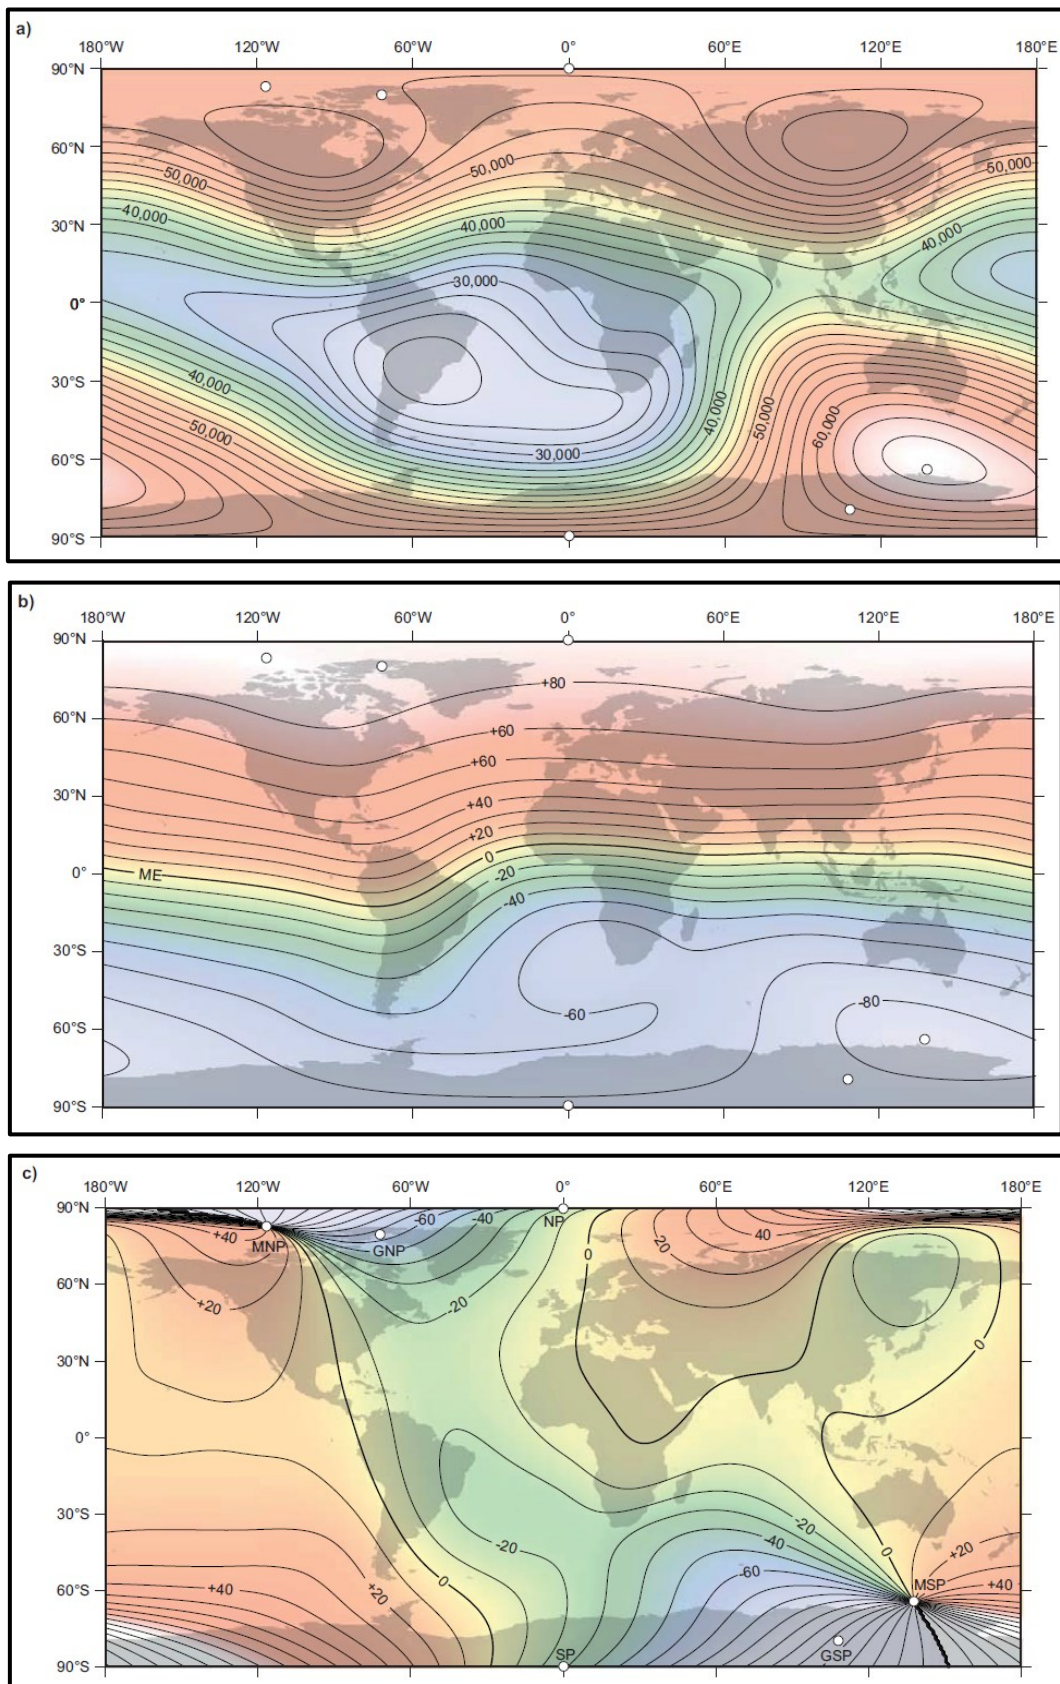 a)
180°W 120°W 60°W 0° 60°E 120°E 180°E
90°N
60°N
50,000 50,000 50,000
40,000 40,000 40,000
30°N
30,000
0°
30°S
40,000 40,000 50,000 60,000
50,000
30,000
60°S
90°S
b)
180°W 120°W 60°W 0° 60°E 120°E 180°E
90°N
+80
60°N
+60
+60
30°N
+40
+20
0
0° ME -20
-40
30°S
-60 -80
60°S
90°S
c)
180°W 120°W 60°W 0° 60°E 120°E 180°E
90°N
+40 -60 -40 NP 20 40
MNP GNP 0
60°N
+20 -20
0
30°N
0°
30°S
-20
-20 -40 0 +20
-60 MSP
60°S +40 +20 0 +40
SP GSP
90°S